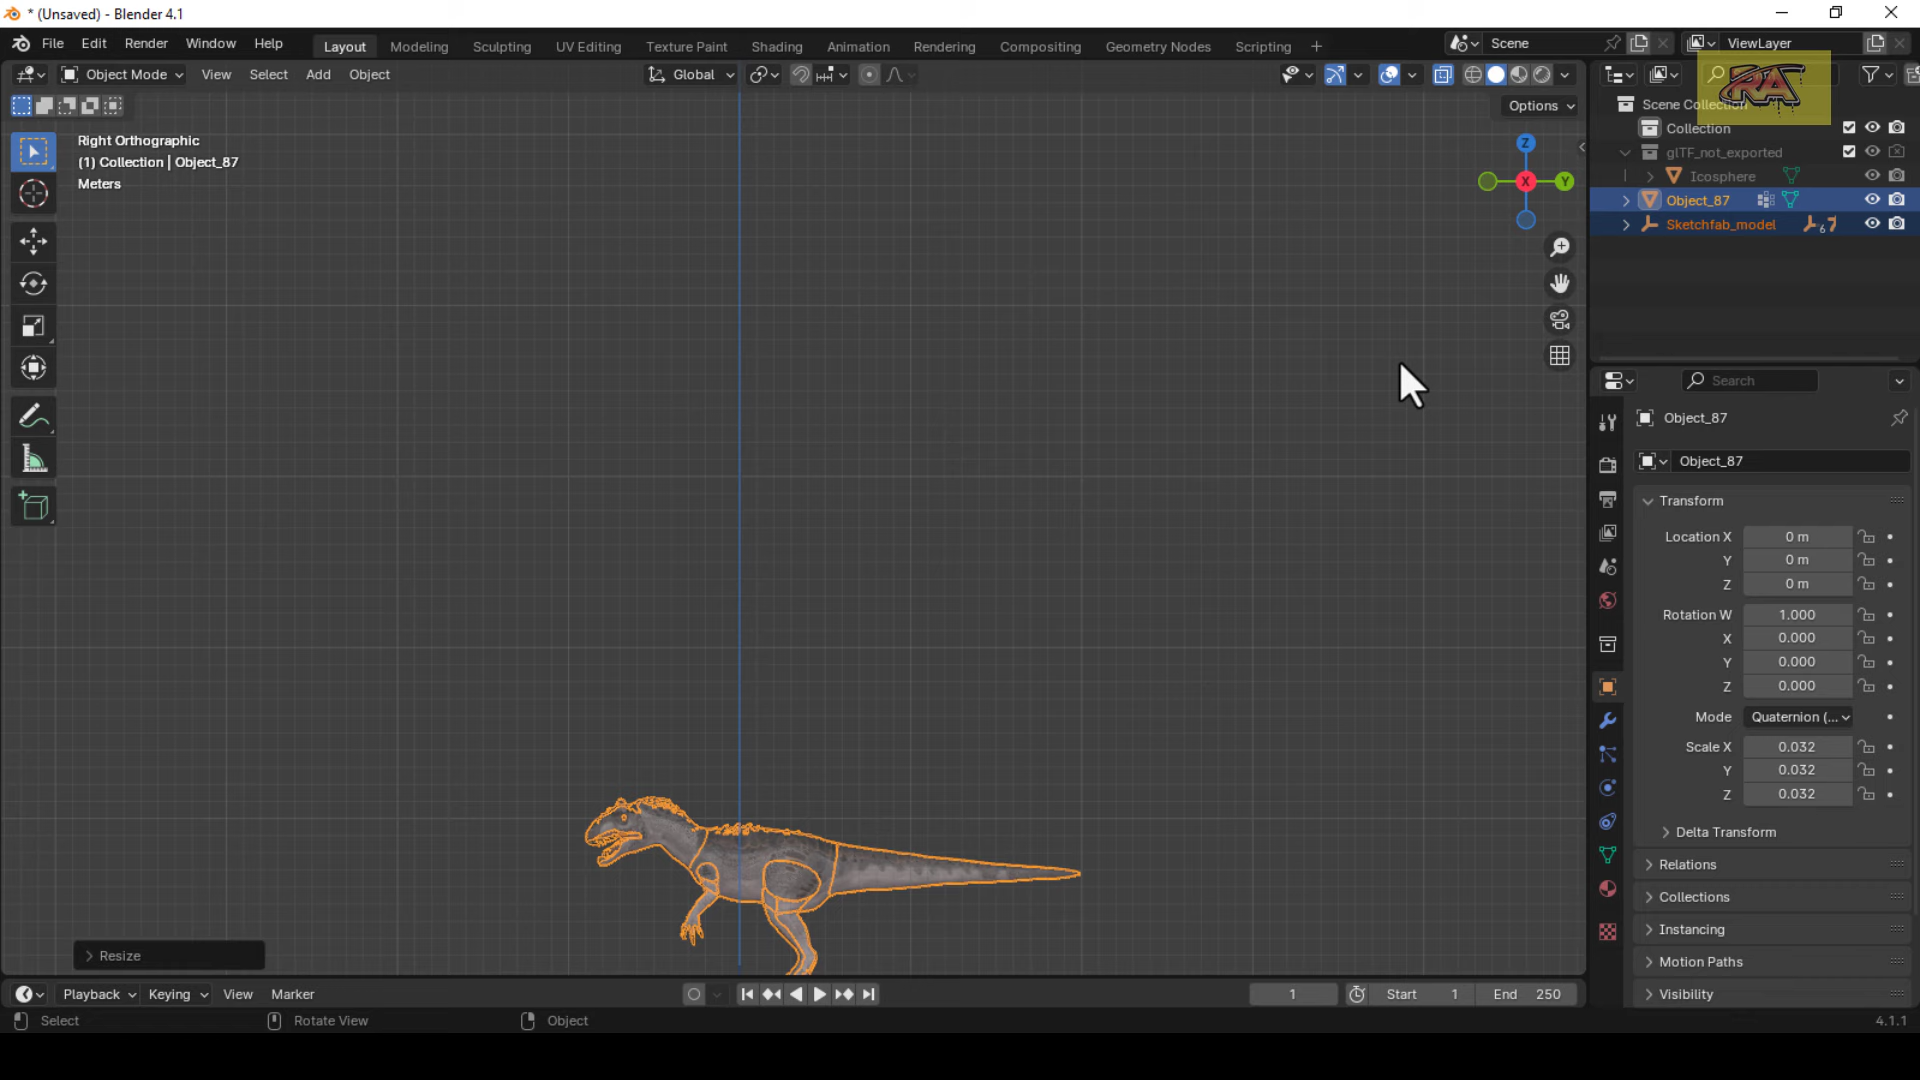 * (Unsaved) - Blender 4.1
File Edit Render Window Help
Layout Modeling Sculpting UV Editing Texture Paint Shading Animation Rendering Compositing Geometry Nodes Scripting +
Scene
ViewLayer
Object Mode View Select Add Object
Global
Options
RA
Scene Collection
Collection
glTF_not_exported
Icosphere
Object_87
Sketchfab_model
6
Right Orthographic
(1) Collection | Object_87
Meters
Z
X
Y
Search
Object_87
Object_87
Transform
Location X 0 m
Y 0 m
Z 0 m
Rotation W 1.000
X 0.000
Y 0.000
Z 0.000
Mode Quaternion (...
Scale X 0.032
Y 0.032
Z 0.032
Delta Transform
Relations
Collections
Instancing
Motion Paths
Visibility
Resize
Playback Keying View Marker
1
Start 1
End 250
Select
Rotate View
Object
4.1.1